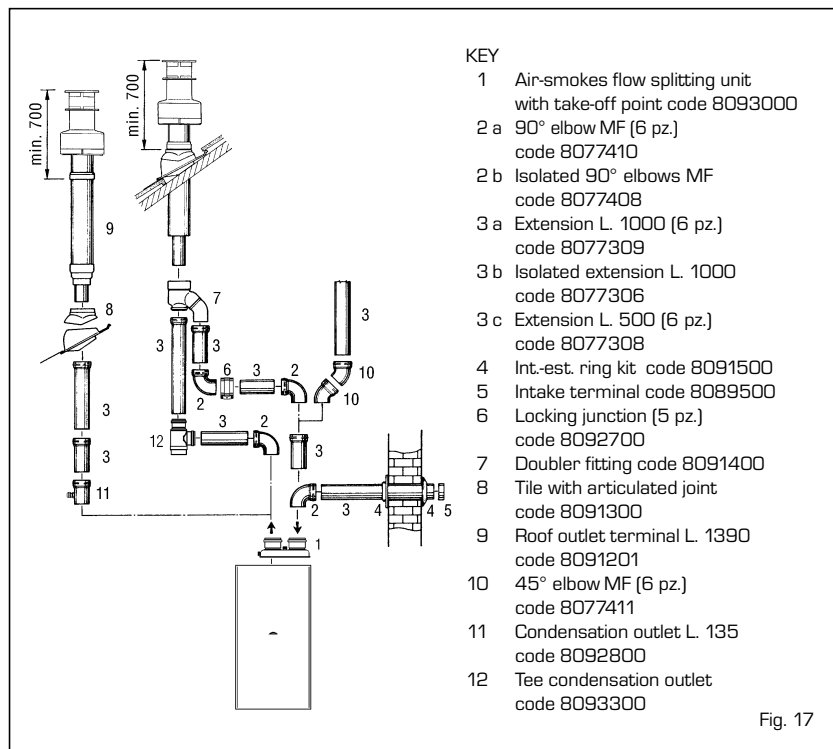 min. 700
min. 700
9
8
3
3
11
7
3
3
6
3
2
2
3
10
10
12
3
2
3
2
3
4
4
5
1
KEY
1 Air-smokes flow splitting unit
with take-off point code 8093000
2 a 90° elbow MF (6 pz.)
code 8077410
2 b Isolated 90° elbows MF
code 8077408
3 a Extension L. 1000 (6 pz.)
code 8077309
3 b Isolated extension L. 1000
code 8077306
3 c Extension L. 500 (6 pz.)
code 8077308
4 Int.-est. ring kit code 8091500
5 Intake terminal code 8089500
6 Locking junction (5 pz.)
code 8092700
7 Doubler fitting code 8091400
8 Tile with articulated joint
code 8091300
9 Roof outlet terminal L. 1390
code 8091201
10 45° elbow MF (6 pz.)
code 8077411
11 Condensation outlet L. 135
code 8092800
12 Tee condensation outlet
code 8093300
Fig. 17